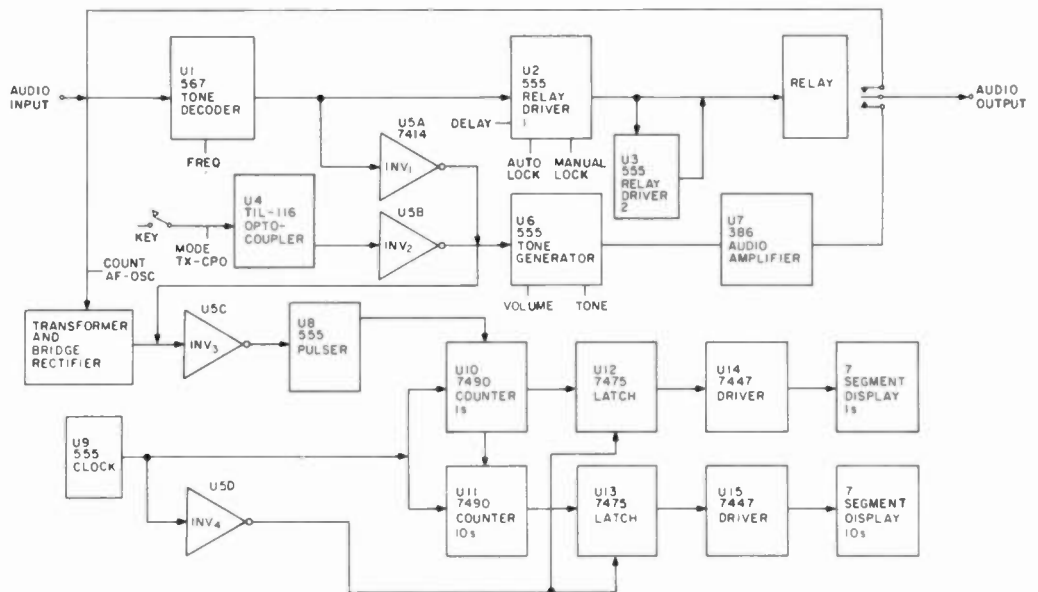 AUDIO
INPUT
U1
567
TONE
DECODER
FREQ
U2
555
RELAY
DRIVER
1
DELAY
AUTO
LOCK
MANUAL
LOCK
U3
555
RELAY
DRIVER
2
RELAY
AUDIO
OUTPUT
U5A
7414
INV1
U4
TIL-116
OPTO-
COUPLER
KEY
MODE
TX-CPO
U5B
INV2
U6
555
TONE
GENERATOR
VOLUME
TONE
U7
386
AUDIO
AMPLIFIER
COUNT
AF-OSC
TRANSFORMER
AND
BRIDGE
RECTIFIER
U5C
INV3
U8
555
PULSER
U10
7490
COUNTER
1s
U12
7475
LATCH
U14
7447
DRIVER
7
SEGMENT
DISPLAY
1s
U9
555
CLOCK
U5D
INV4
U11
7490
COUNTER
10s
U13
7475
LATCH
U15
7447
DRIVER
7
SEGMENT
DISPLAY
10s